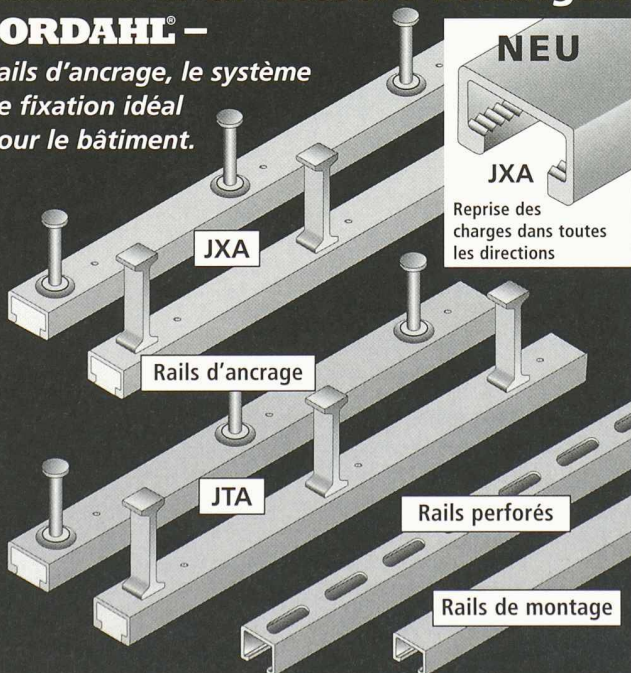 ORDAHL® –
ails d'ancrage, le système
e fixation idéal
our le bâtiment.
NEU
JXA
Reprise des
charges dans toutes
les directions
JXA
Rails d'ancrage
JTA
Rails perforés
Rails de montage